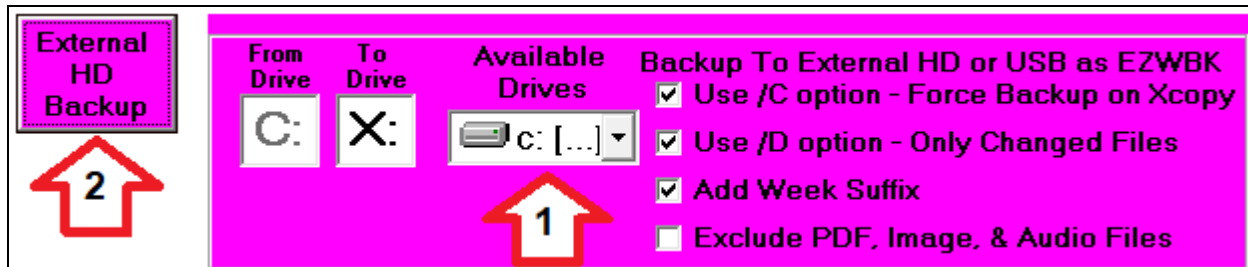 External
HD
Backup
2
From
Drive
C:
To
Drive
X:
Available
Drives
c: [...]
1
Backup To External HD or USB as EZWBK
Use /C option - Force Backup on Xcopy
Use /D option - Only Changed Files
Add Week Suffix
Exclude PDF, Image, & Audio Files